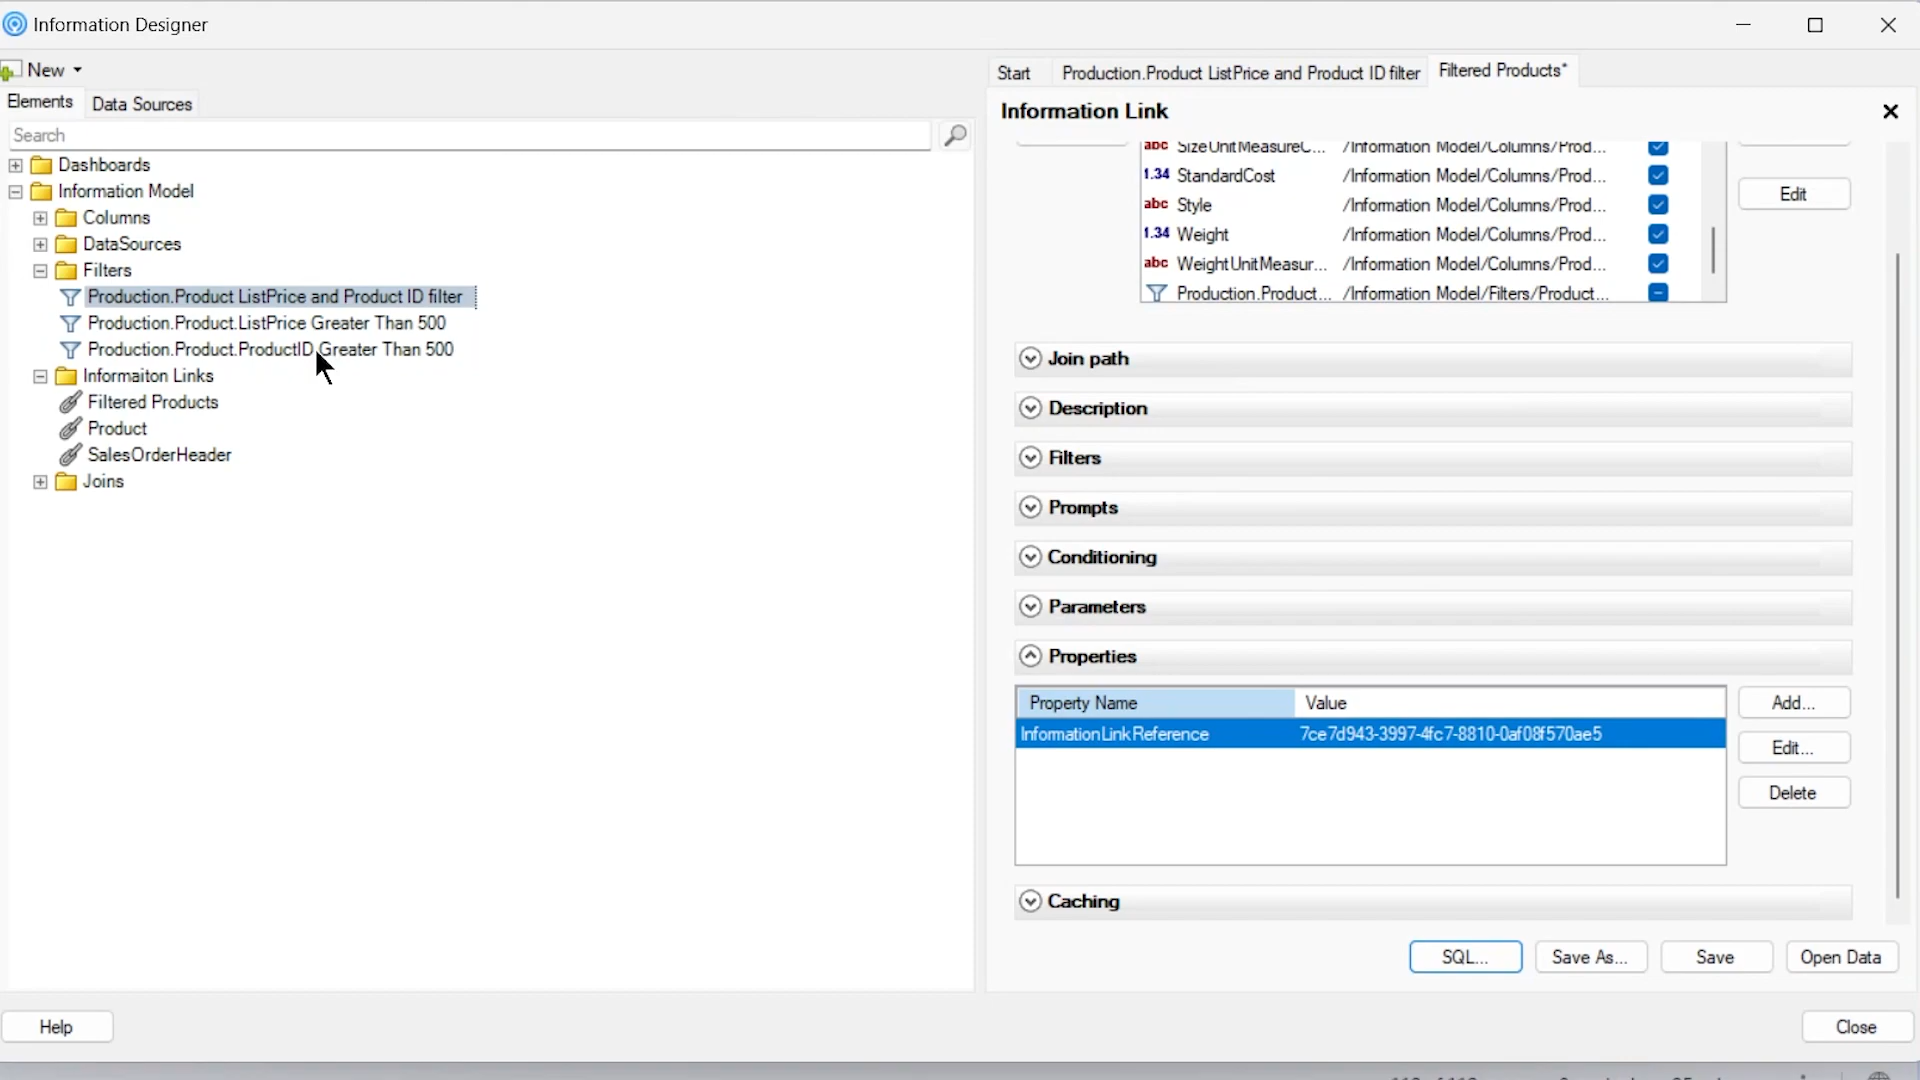 Information Designer
New
Elements
Data Sources
Search
Dashboards
Information Model
Columns
DataSources
Filters
Production.Product ListPrice and Product ID filter
Production.Product.ListPrice Greater Than 500
Production.Product.ProductID Greater Than 500
Informaiton Links
Filtered Products
Product
SalesOrderHeader
Joins
Help
Start
Production.Product ListPrice and Product ID filter
Filtered Products*
Information Link
abc SizeUnitMeasureC... /Information Model/Columns/Prod...
1.34 StandardCost /Information Model/Columns/Prod...
abc Style /Information Model/Columns/Prod...
1.34 Weight /Information Model/Columns/Prod...
abc WeightUnitMeasur... /Information Model/Columns/Prod...
Production.Product... /Information Model/Filters/Product...
Edit
Join path
Description
Filters
Prompts
Conditioning
Parameters
Properties
Property Name Value
InformationLinkReference 7ce7d943-3997-4fc7-8810-0af08f570ae5
Add...
Edit...
Delete
Caching
SQL...
Save As...
Save
Open Data
Close